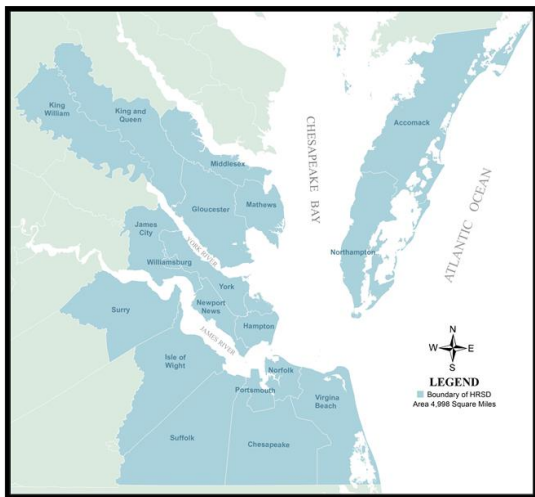 King
William
King and
Queen
Middlesex
Accomack
CHESAPEAKE BAY
Gloucester
Mathews
James
City
YORK RIVER
Northampton
ATLANTIC OCEAN
Williamsburg
York
Newport
News
Surry
Hampton
JAMES RIVER
Isle of
Wight
Norfolk
Portsmouth
Virgina
Beach
Suffolk
Chesapeake
N
W
E
S
LEGEND
Boundary of HRSD
Area 4,998 Square Miles